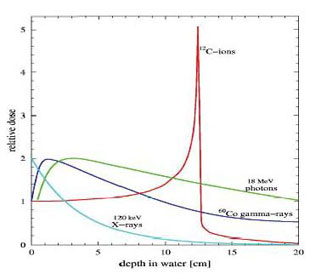 5
4
3
2
1
0
relative dose
¹²C-ions
18 MeV
photons
120 keV
X-rays
⁶⁰Co gamma-rays
0
5
10
15
20
depth in water [cm]